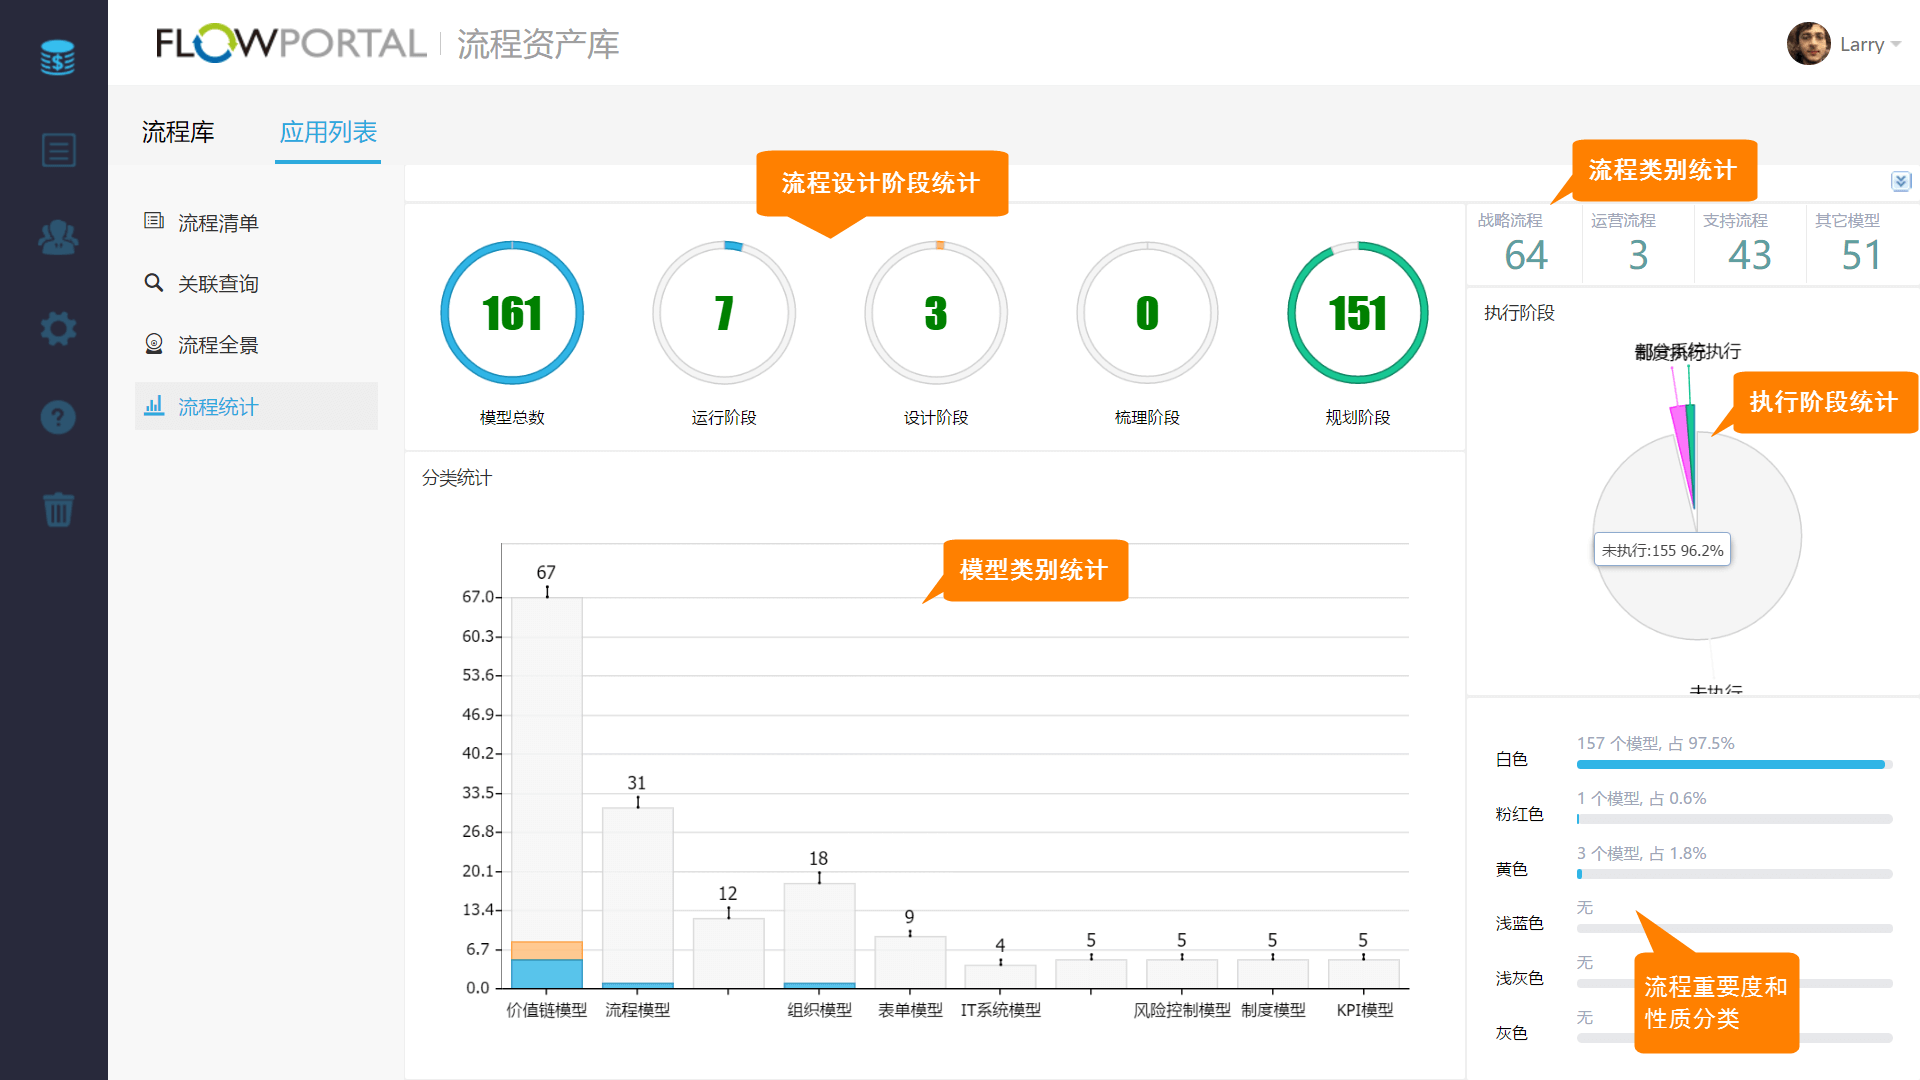 FLOWPORTAL 流程资产库
Larry
流程库
应用列表
流程清单
关联查询
流程全景
流程统计
流程设计阶段统计
流程类别统计
161
模型总数
7
运行阶段
3
设计阶段
0
梳理阶段
151
规划阶段
战略流程
64
运营流程
3
支持流程
43
其它模型
51
执行阶段
执行阶段统计
未执行:155 96.2%
未执行
分类统计
模型类别统计
67.0
60.3
53.6
46.9
40.2
33.5
26.8
20.1
13.4
6.7
0.0
67
31
12
18
9
4
5
5
5
5
价值链模型
流程模型
组织模型
表单模型
IT系统模型
风险控制模型
制度模型
KPI模型
白色
157 个模型, 占 97.5%
粉红色
1 个模型, 占 0.6%
黄色
3 个模型, 占 1.8%
浅蓝色
无
浅灰色
无
灰色
无
流程重要度和
性质分类